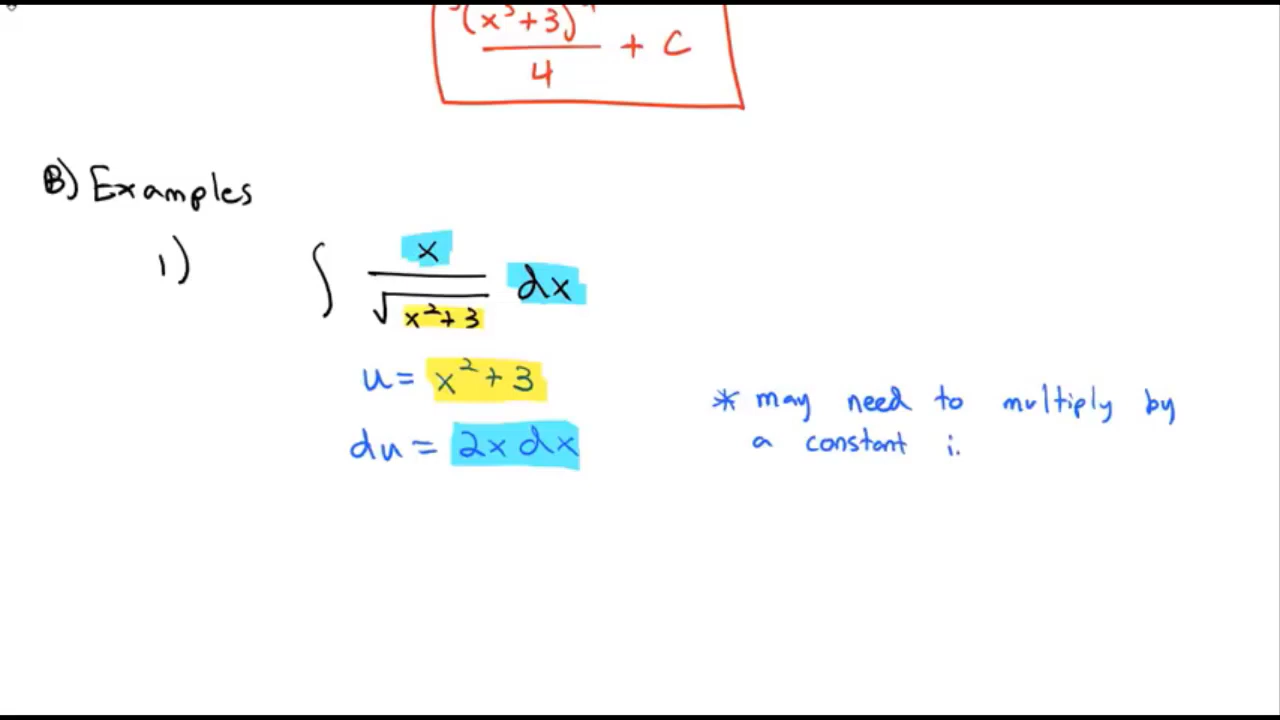 (x³+3)⁴
4 + C
B) Examples
1) ∫ x / √(x²+3) dx
u = x²+3
du = 2x dx
* may need to multiply by
a constant i.